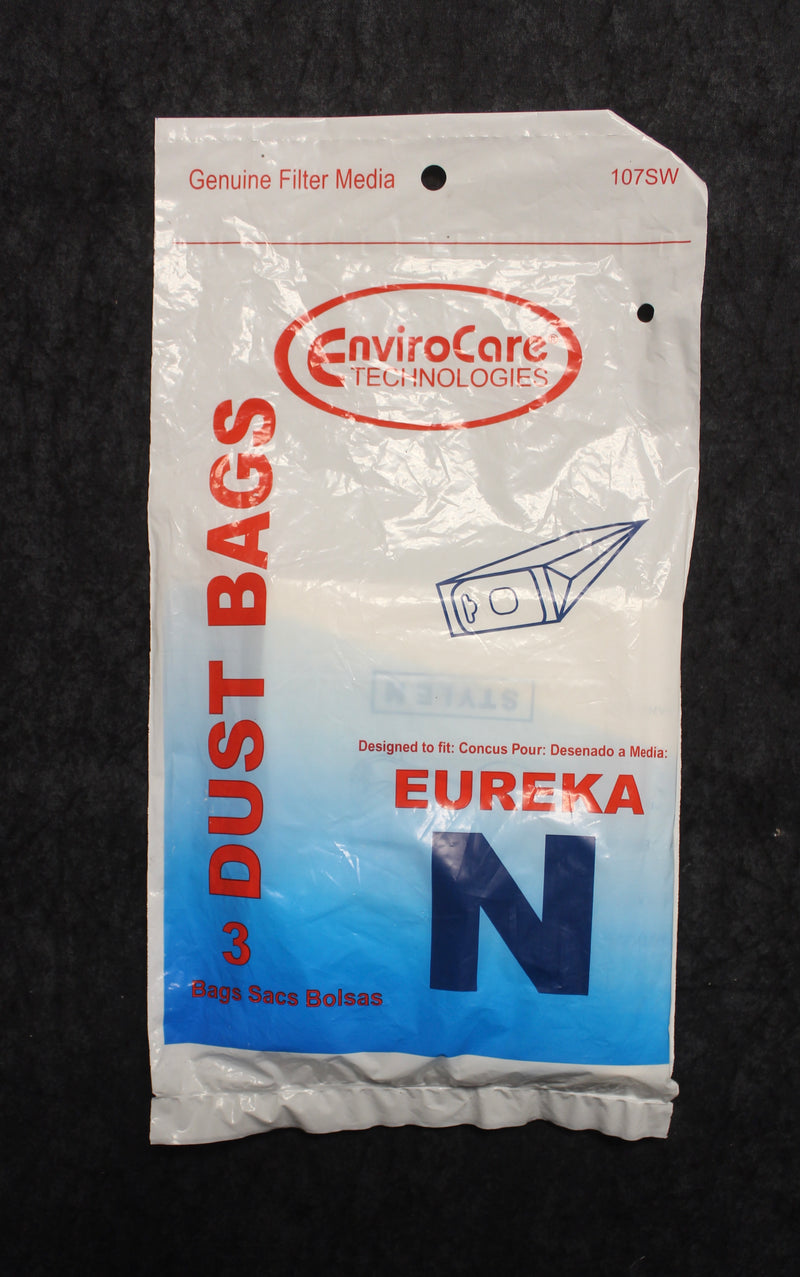 Genuine Filter Media
107SW
EnviroCare®
TECHNOLOGIES
DUST BAGS
STYLE N
Designed to fit: Concus Pour: Desenado a Media:
EUREKA
N
3
Bags Sacs Bolsas